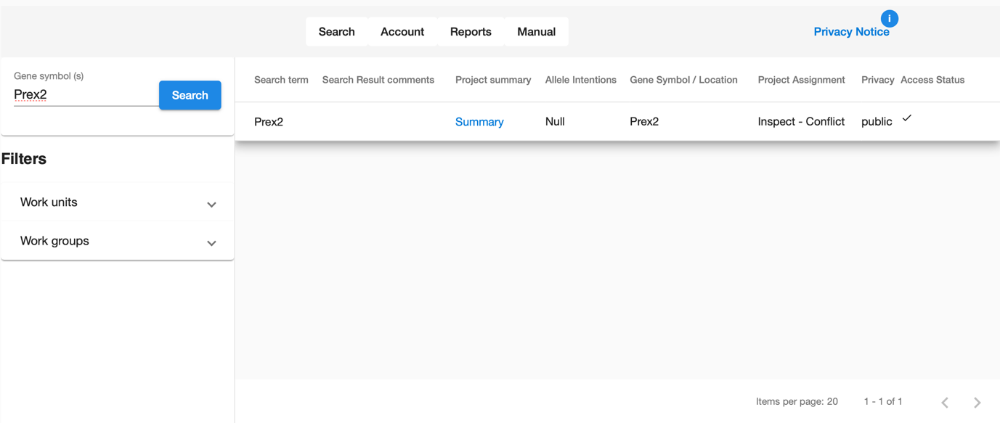 Search Account Reports Manual
i
Privacy Notice
Gene symbol (s)
Prex2
Search
Filters
Work units
Work groups
Search term Search Result comments Project summary Allele Intentions Gene Symbol / Location Project Assignment Privacy Access Status
Prex2 Summary Null Prex2 Inspect - Conflict public ✓
Items per page: 20 1 - 1 of 1